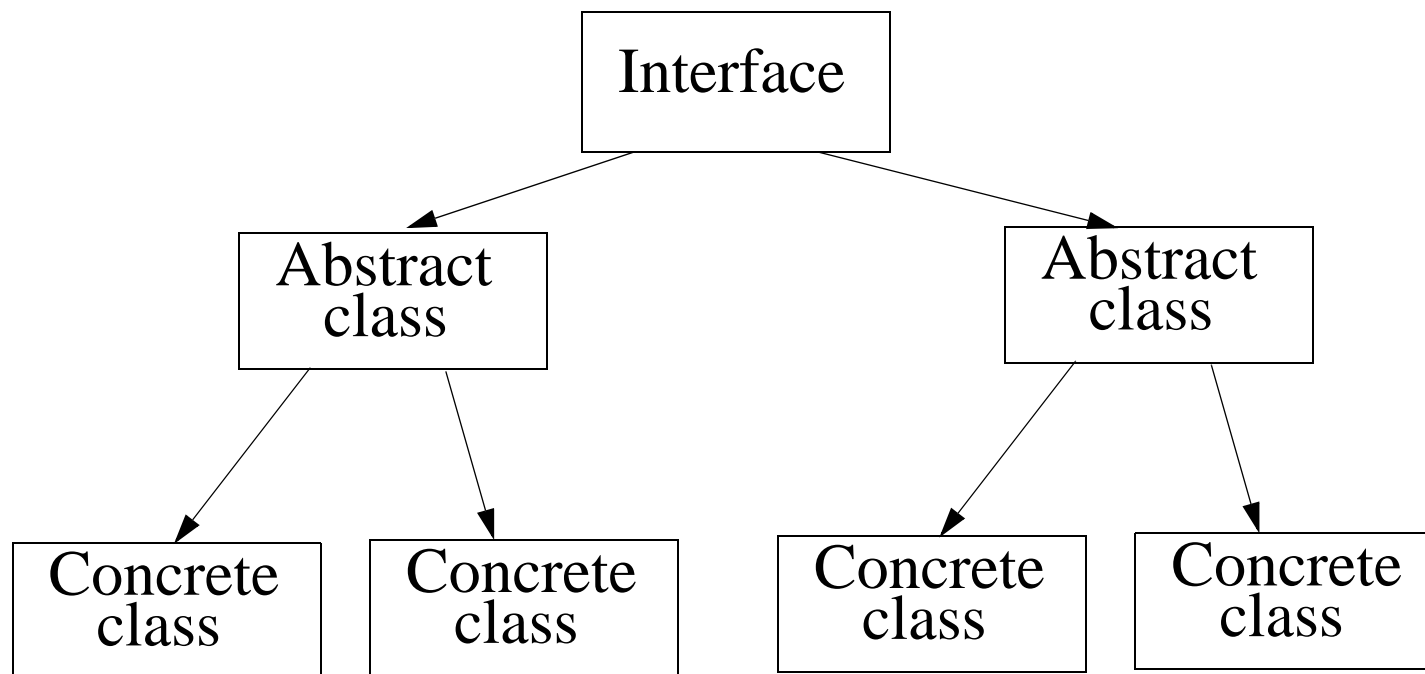 Interface
Abstract
class
Abstract
class
Concrete
class
Concrete
class
Concrete
class
Concrete
class